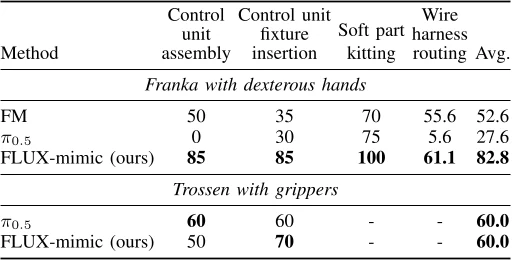 Method Control unit assembly Control unit fixture insertion Soft part kitting Wire harness routing Avg.
Franka with dexterous hands
FM 50 35 70 55.6 52.6
π0.5 0 30 75 5.6 27.6
FLUX-mimic (ours) 85 85 100 61.1 82.8
Trossen with grippers
π0.5 60 60 - - 60.0
FLUX-mimic (ours) 50 70 - - 60.0